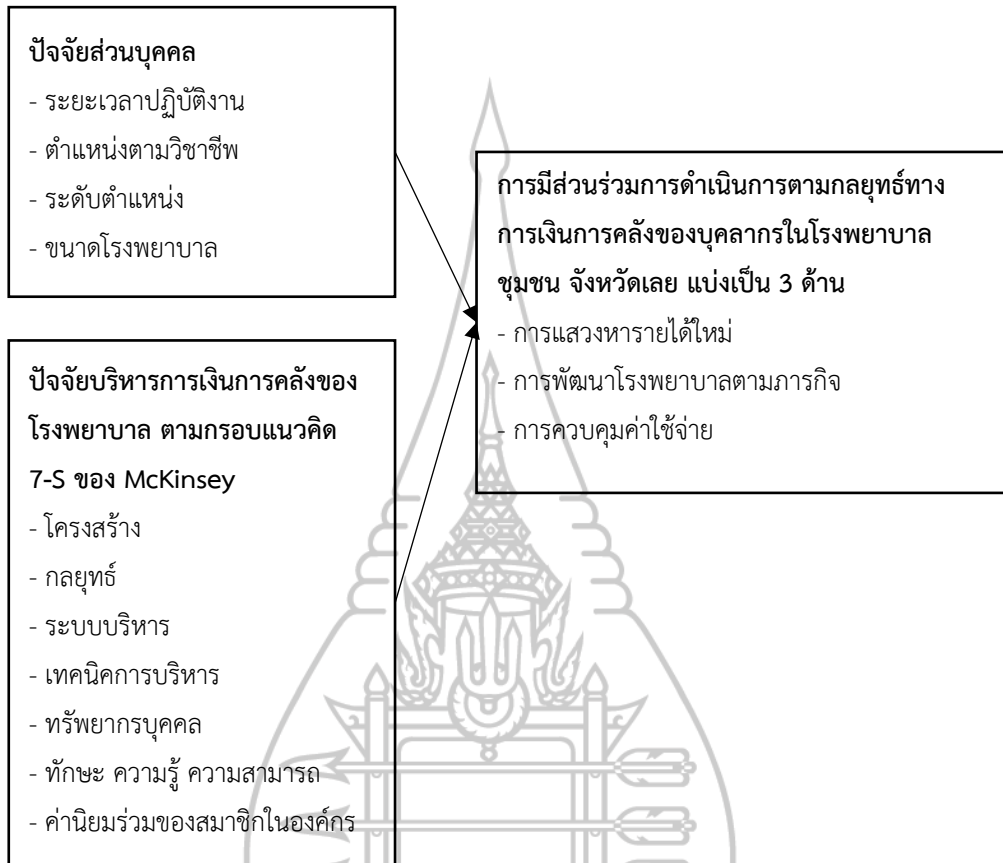 ปัจจัยส่วนบุคคล
- ระยะเวลาปฏิบัติงาน
- ตำแหน่งตามวิชาชีพ
- ระดับตำแหน่ง
- ขนาดโรงพยาบาล
ปัจจัยบริหารการเงินการคลังของ
โรงพยาบาล ตามกรอบแนวคิด
7-S ของ McKinsey
- โครงสร้าง
- กลยุทธ์
- ระบบบริหาร
- เทคนิคการบริหาร
- ทรัพยากรบุคคล
- ทักษะ ความรู้ ความสามารถ
- ค่านิยมร่วมของสมาชิกในองค์กร
การมีส่วนร่วมการดำเนินการตามกลยุทธ์ทาง
การเงินการคลังของบุคลากรในโรงพยาบาล
ชุมชน จังหวัดเลย แบ่งเป็น 3 ด้าน
- การแสวงหารายได้ใหม่
- การพัฒนาโรงพยาบาลตามภารกิจ
- การควบคุมค่าใช้จ่าย